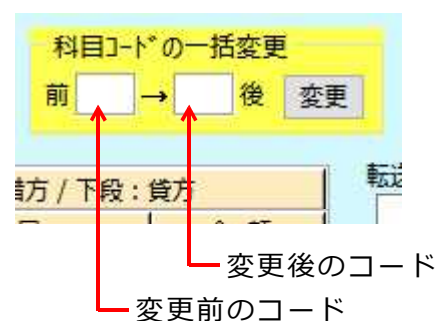 科目ｺｰﾄﾞの一括変更
前 → 後 変更
転送
借方 / 下段：貸方
変更後のコード
変更前のコード